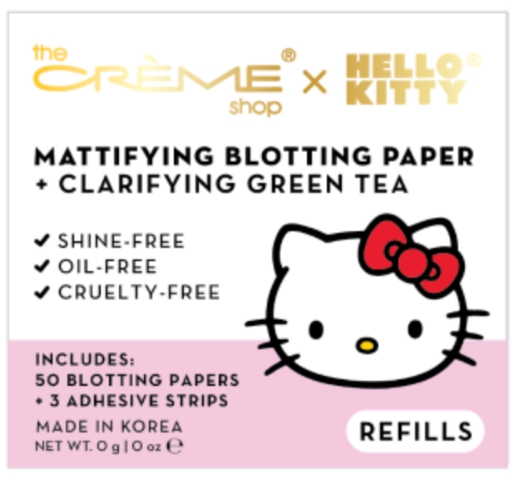 the
CRÈME® x HELLO KITTY®
shop
MATTIFYING BLOTTING PAPER
+ CLARIFYING GREEN TEA
✓ SHINE-FREE
✓ OIL-FREE
✓ CRUELTY-FREE
INCLUDES:
50 BLOTTING PAPERS
+ 3 ADHESIVE STRIPS
MADE IN KOREA
NET WT. 0 g | 0 oz ℮
REFILLS